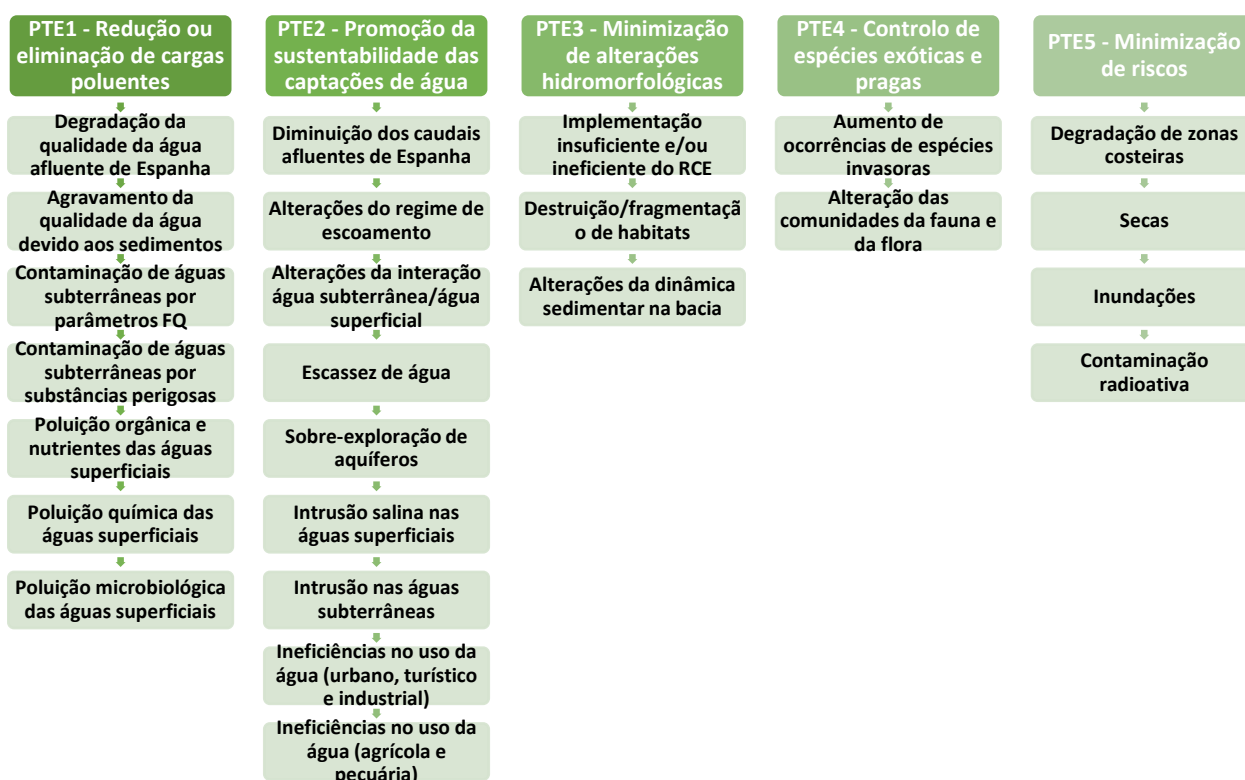 PTE1 - Redução ou
eliminação de cargas
poluentes
Degradação da
qualidade da água
afluente de Espanha
Agravamento da
qualidade da água
devido aos sedimentos
Contaminação de águas
subterrâneas por
parâmetros FQ
Contaminação de águas
subterrâneas por
substâncias perigosas
Poluição orgânica e
nutrientes das águas
superficiais
Poluição química das
águas superficiais
Poluição microbiológica
das águas superficiais
PTE2 - Promoção da
sustentabilidade das
captações de água
Diminuição dos caudais
afluentes de Espanha
Alterações do regime de
escoamento
Alterações da interação
água subterrânea/água
superficial
Escassez de água
Sobre-exploração de
aquíferos
Intrusão salina nas
águas superficiais
Intrusão nas águas
subterrâneas
Ineficiências no uso da
água (urbano, turístico
e industrial)
Ineficiências no uso da
água (agrícola e
pecuária)
PTE3 - Minimização
de alterações
hidromorfológicas
Implementação
insuficiente e/ou
ineficiente do RCE
Destruição/fragmentaçã
o de habitats
Alterações da dinâmica
sedimentar na bacia
PTE4 - Controlo de
espécies exóticas e
pragas
Aumento de
ocorrências de espécies
invasoras
Alteração das
comunidades da fauna e
da flora
PTE5 - Minimização
de riscos
Degradação de zonas
costeiras
Secas
Inundações
Contaminação
radioativa